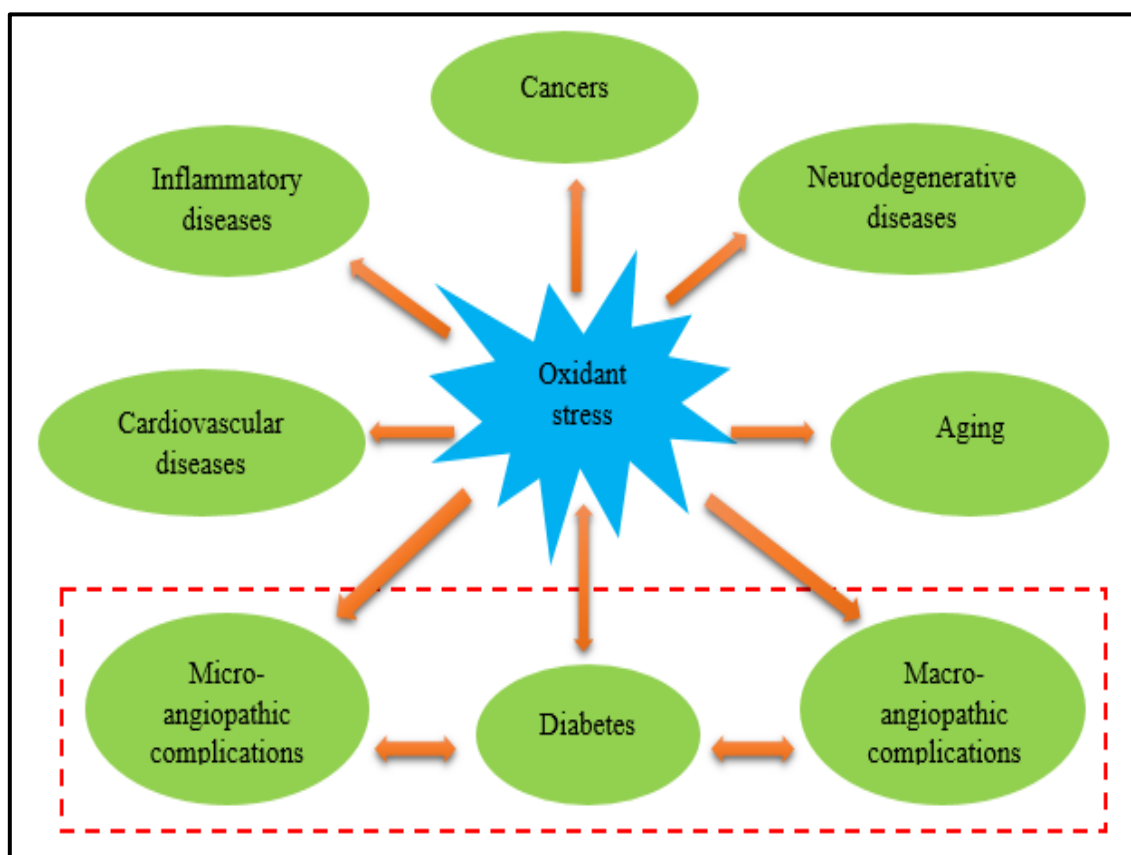 Cancers
Inflammatory
diseases
Neurodegenerative
diseases
Oxidant
stress
Cardiovascular
diseases
Aging
Micro-
angiopathic
complications
Diabetes
Macro-
angiopathic
complications